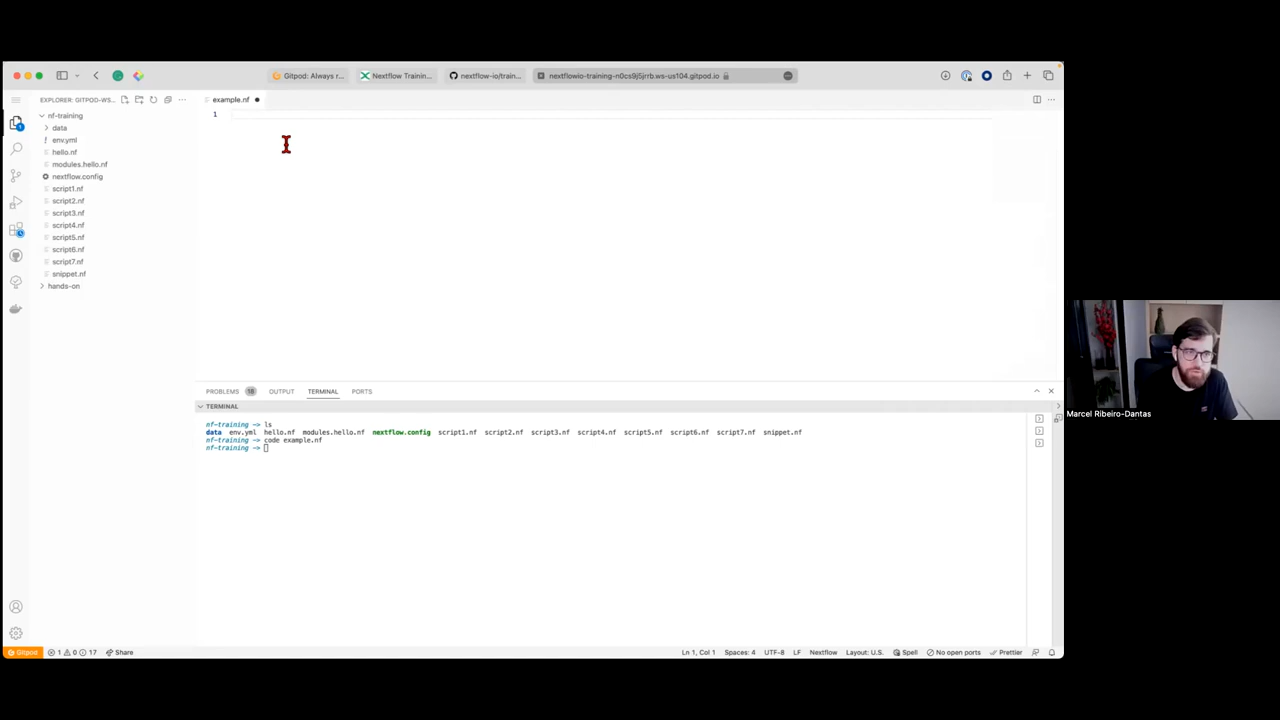 Gitpod: Always r...
Nextflow Trainin...
nextflow-io/train...
nextflowio-training-n0cs9j5jrrb.ws-us104.gitpod.io
EXPLORER: GITPOD-WS...
example.nf
nf-training
1
data
env.yml
hello.nf
modules.hello.nf
nextflow.config
script1.nf
script2.nf
script3.nf
script4.nf
script5.nf
script6.nf
script7.nf
snippet.nf
hands-on
PROBLEMS 18 OUTPUT TERMINAL PORTS
TERMINAL
nf-training -> ls
data env.yml hello.nf modules.hello.nf nextflow.config script1.nf script2.nf script3.nf script4.nf script5.nf script6.nf script7.nf snippet.nf
nf-training -> code example.nf
nf-training ->
Marcel Ribeiro-Dantas
Gitpod 1 0 17 Share Ln 1, Col 1 Spaces: 4 UTF-8 LF Nextflow Layout: U.S. Spell No open ports Prettier